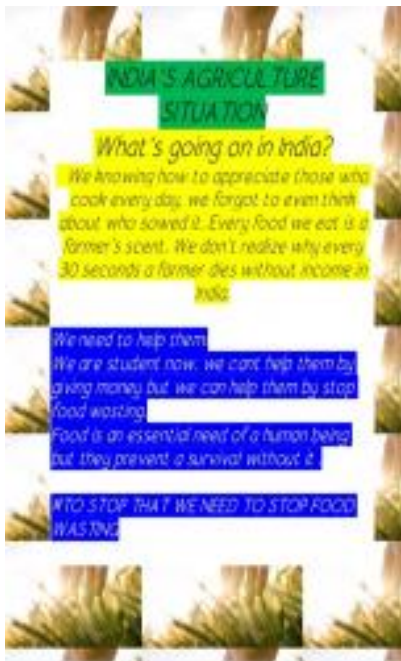 INDIA'S AGRICULTURE
SITUATION
What's going on in India?
We knowing how to appreciate those who
cook every day, we forgot to even think
about who sowed it. Every food we eat is a
farmer's scent. We don't realize why every
30 seconds a farmer dies without income in
India.
We need to help them.
We are student now, we cant help them by
giving money but we can help them by stop
food wasting.
Food is an essential need of a human being,
but they prevent a survival without it !
#TO STOP THAT WE NEED TO STOP FOOD
WASTING